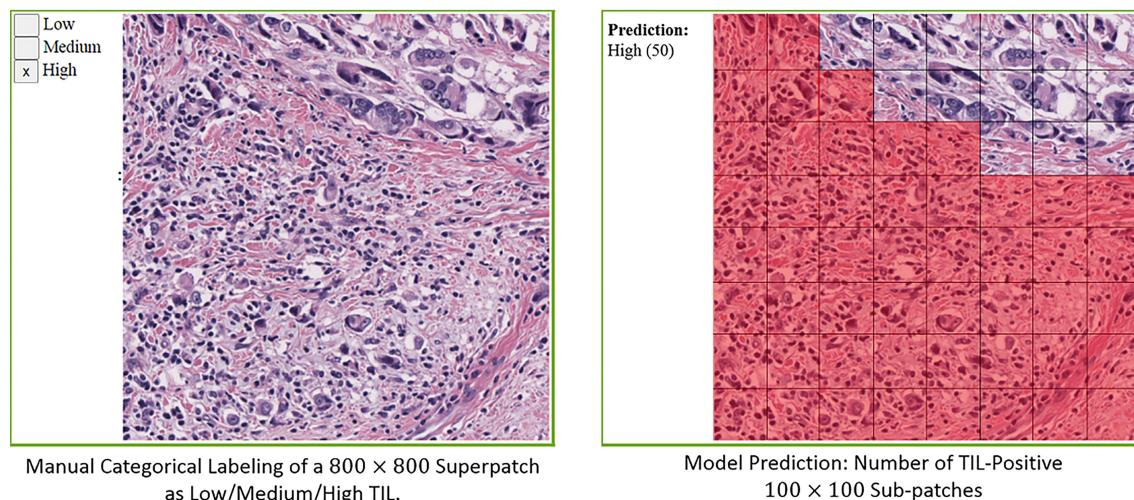 Low
Medium
x High
:
Manual Categorical Labeling of a 800 × 800 Superpatch
as Low/Medium/High TIL.
Prediction:
High (50)
Model Prediction: Number of TIL-Positive
100 × 100 Sub-patches